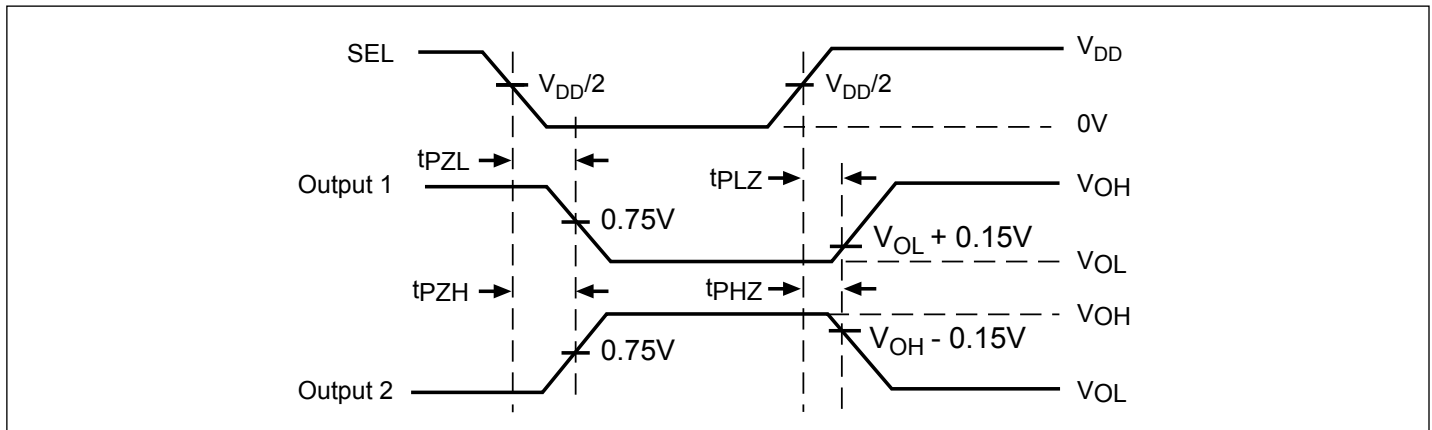 SEL
VDD/2
VDD/2
VDD
0V
tPZL
tPLZ
Output 1
VOH
0.75V
VOL + 0.15V
VOL
tPZH
tPHZ
VOH
0.75V
VOH - 0.15V
Output 2
VOL